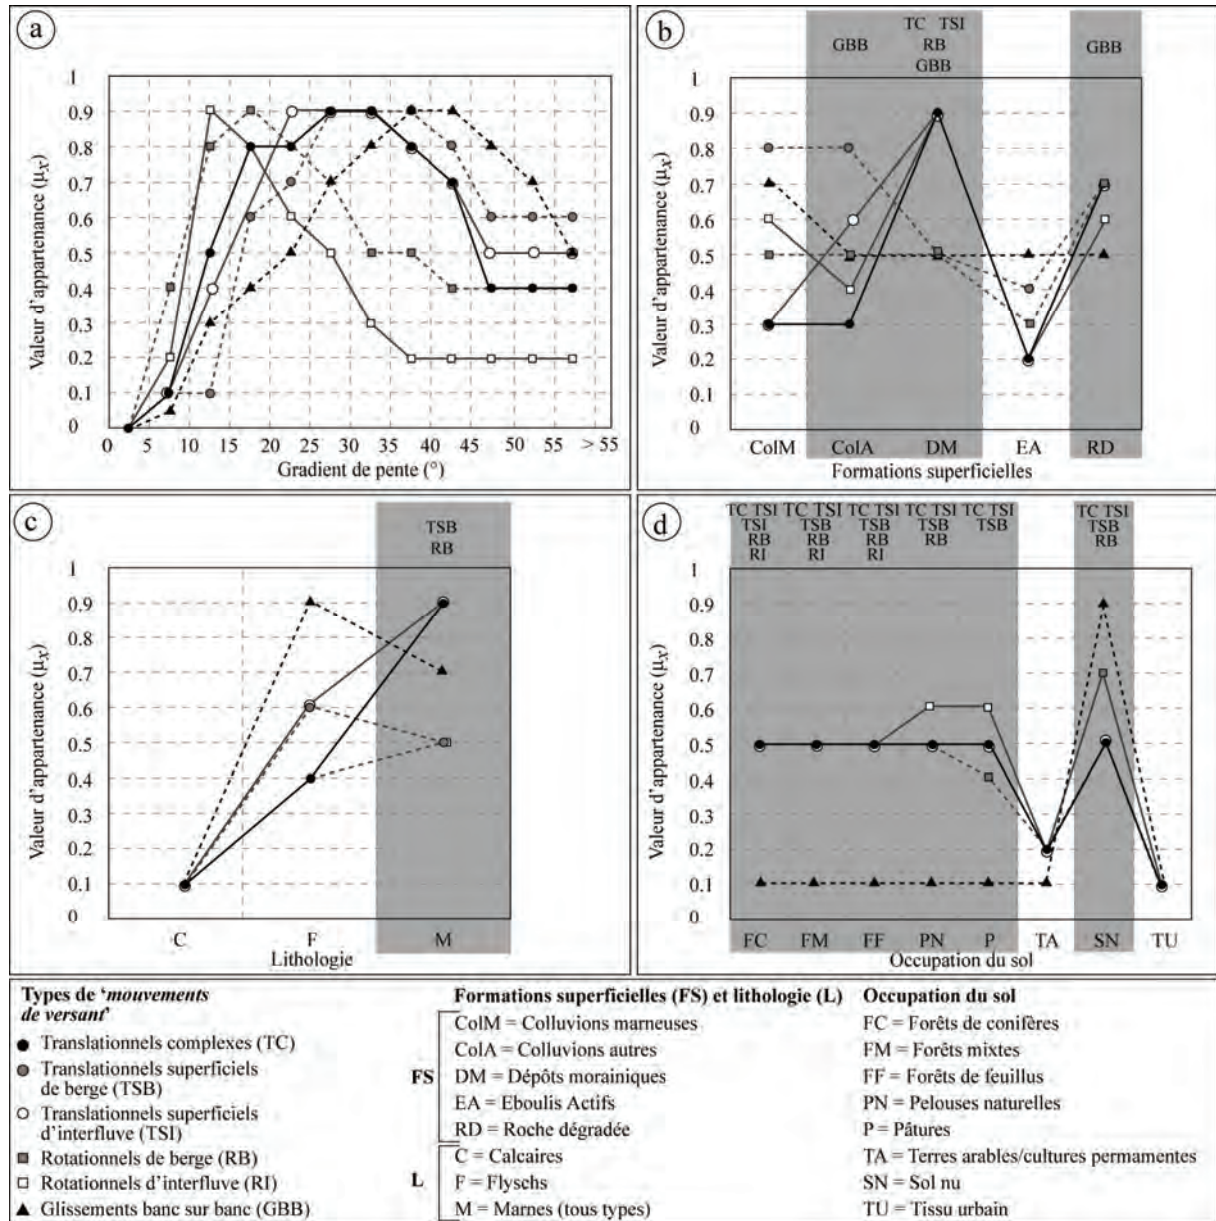 a
Valeur d'appartenance (μx)
1
0.9
0.8
0.7
0.6
0.5
0.4
0.3
0.2
0.1
0
0 5 10 15 20 25 30 35 40 45 50 55 > 55
Gradient de pente (°)
b
GBB
TC TSI
RB
GBB
GBB
Valeur d'appartenance (μx)
1
0.9
0.8
0.7
0.6
0.5
0.4
0.3
0.2
0.1
0
ColM ColA DM EA RD
Formations superficielles
c
TSB
RB
Valeur d'appartenance (μx)
1
0.9
0.8
0.7
0.6
0.5
0.4
0.3
0.2
0.1
0
C F M
Lithologie
d
TC TSI TC TSI TC TSI TC TSI TC TSI TC TSI
TSI TSB TSB TSB TSB TSB
RB RB RB RB RB
RI RI RI
Valeur d'appartenance (μx)
1
0.9
0.8
0.7
0.6
0.5
0.4
0.3
0.2
0.1
0
FC FM FF PN P TA SN TU
Occupation du sol
Types de 'mouvements
de versant'
Translationnels complexes (TC)
Translationnels superficiels
de berge (TSB)
Translationnels superficiels
d'interfluve (TSI)
Rotationnels de berge (RB)
Rotationnels d'interfluve (RI)
Glissements banc sur banc (GBB)
Formations superficielles (FS) et lithologie (L)
FS
ColM = Colluvions marneuses
ColA = Colluvions autres
DM = Dépôts morainiques
EA = Eboulis Actifs
RD = Roche dégradée
L
C = Calcaires
F = Flyschs
M = Marnes (tous types)
Occupation du sol
FC = Forêts de conifères
FM = Forêts mixtes
FF = Forêts de feuillus
PN = Pelouses naturelles
P = Pâtures
TA = Terres arables/cultures permamentes
SN = Sol nu
TU = Tissu urbain